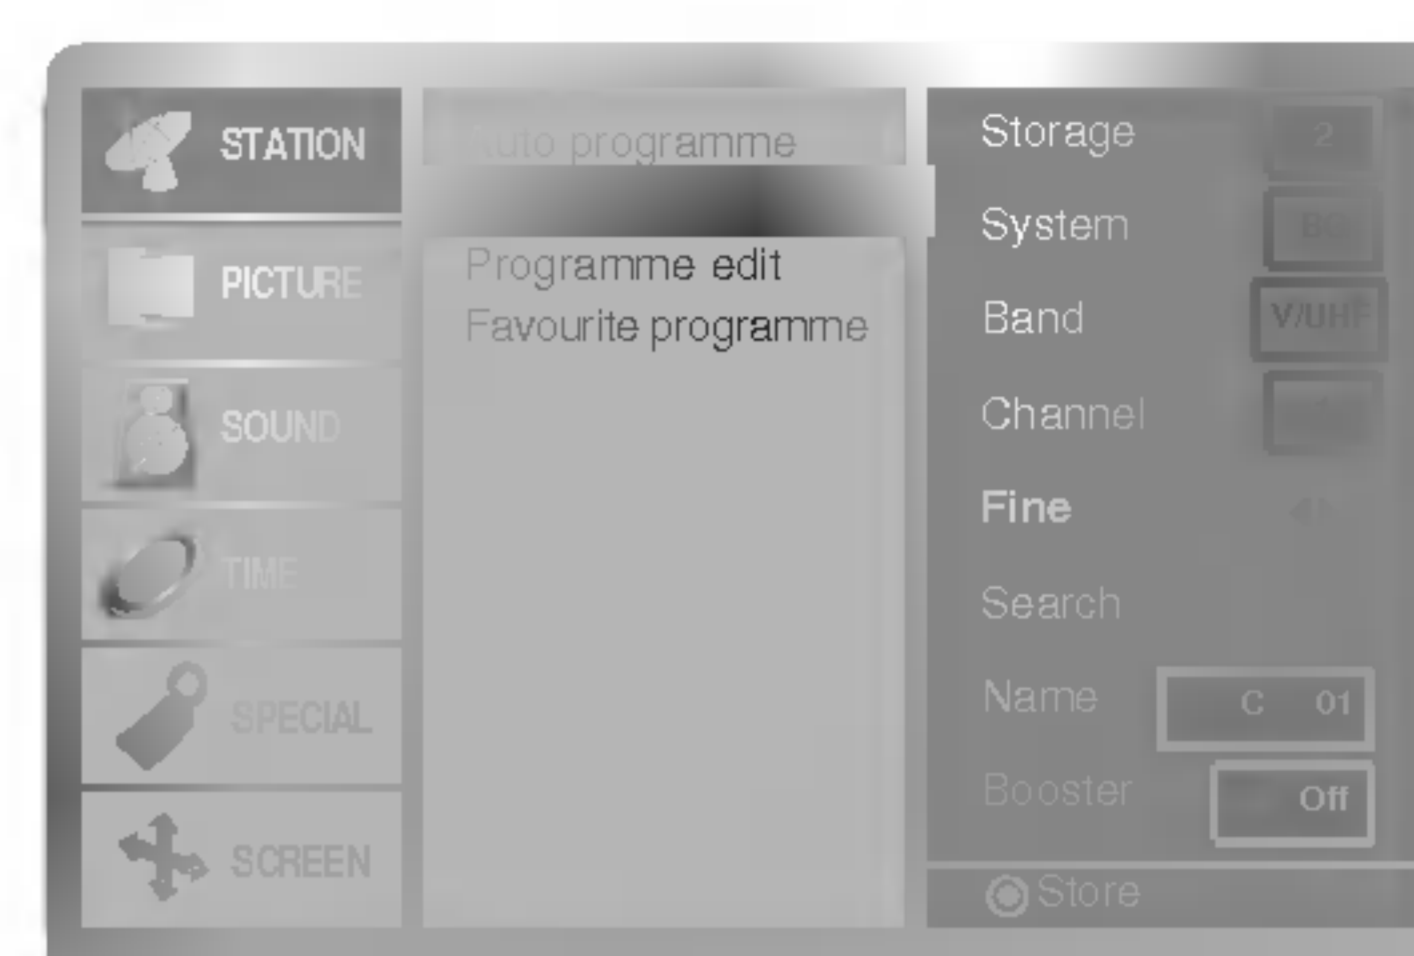 STATION
PICTURE
SOUND
TIME
SPECIAL
SCREEN
Auto programme
Programme edit
Favourite programme
Storage 2
System BG
Band V/UHF
Channel
Fine
Search
Name C 01
Booster Off
Store